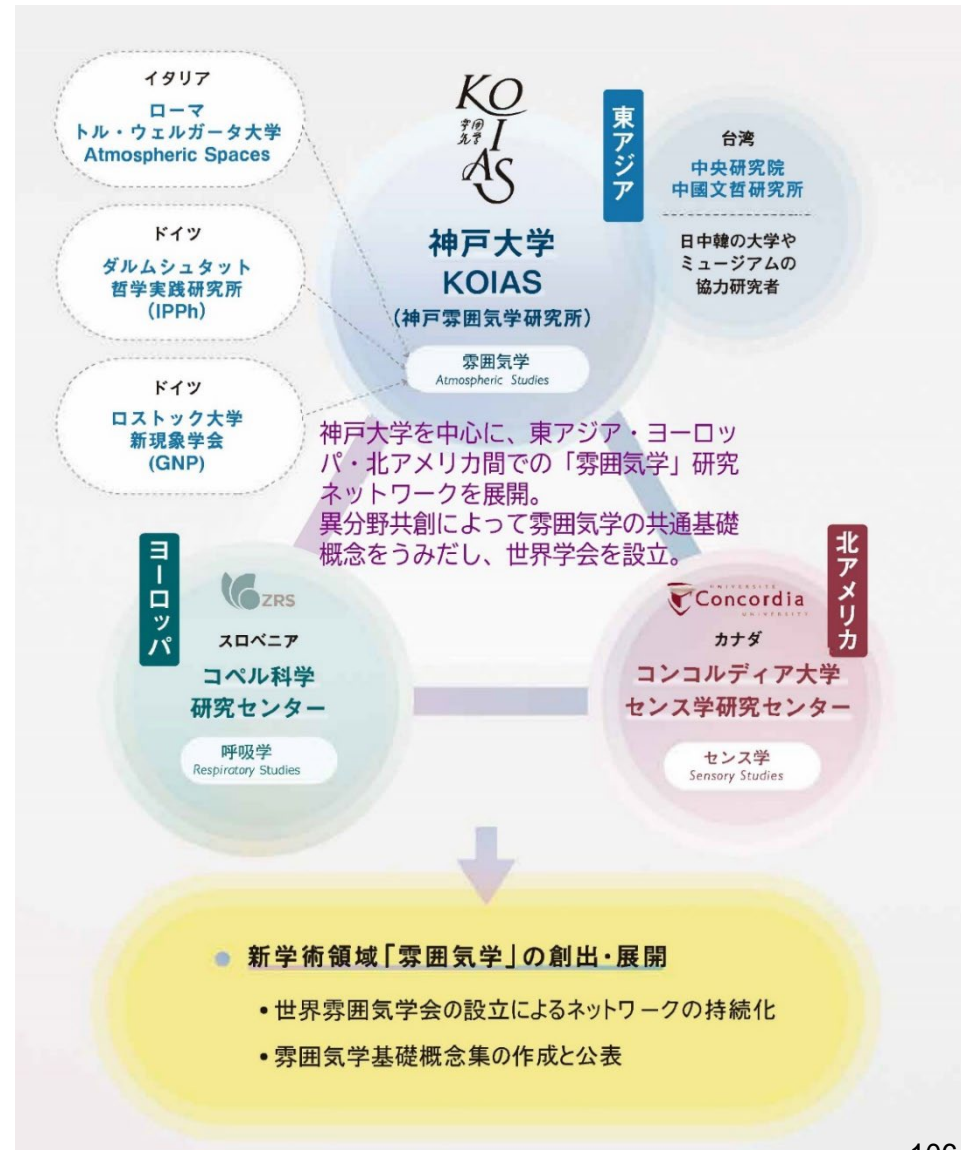 イタリア
ローマ
トル・ウェルガータ大学
Atmospheric Spaces
ドイツ
ダルムシュタット
哲学実践研究所
(IPPh)
ドイツ
ロストック大学
新現象学会
(GNP)
KOIAS
神戸大学
KOIAS
(神戸雰囲気学研究所)
雰囲気学
Atmospheric Studies
東アジア
台湾
中央研究院
中國文哲研究所
日中韓の大学や
ミュージアムの
協力研究者
神戸大学を中心に、東アジア・ヨーロッ
パ・北アメリカ間での「雰囲気学」研究
ネットワークを展開。
異分野共創によって雰囲気学の共通基礎
概念をうみだし、世界学会を設立。
ヨーロッパ
ZRS
スロベニア
コペル科学
研究センター
呼吸学
Respiratory Studies
北アメリカ
UNIVERSITÉ
Concordia
UNIVERSITY
カナダ
コンコルディア大学
センス学研究センター
センス学
Sensory Studies
新学術領域「雰囲気学」の創出・展開
•世界雰囲気学会の設立によるネットワークの持続化
•雰囲気学基礎概念集の作成と公表